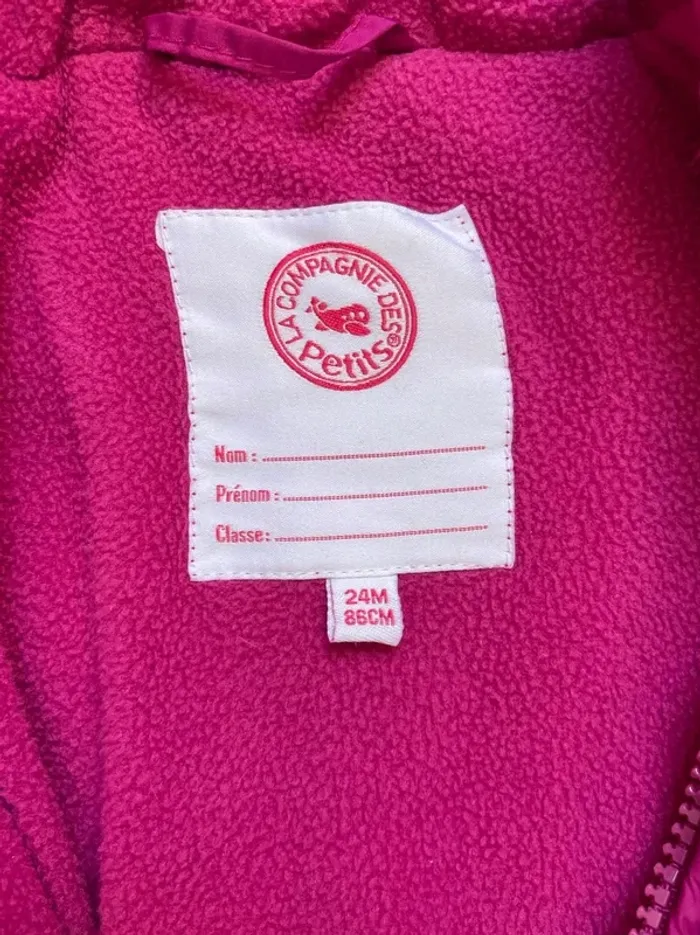 LA COMPAGNIE DES
Petits®
Nom :
Prénom :
Classe:
24M
86CM